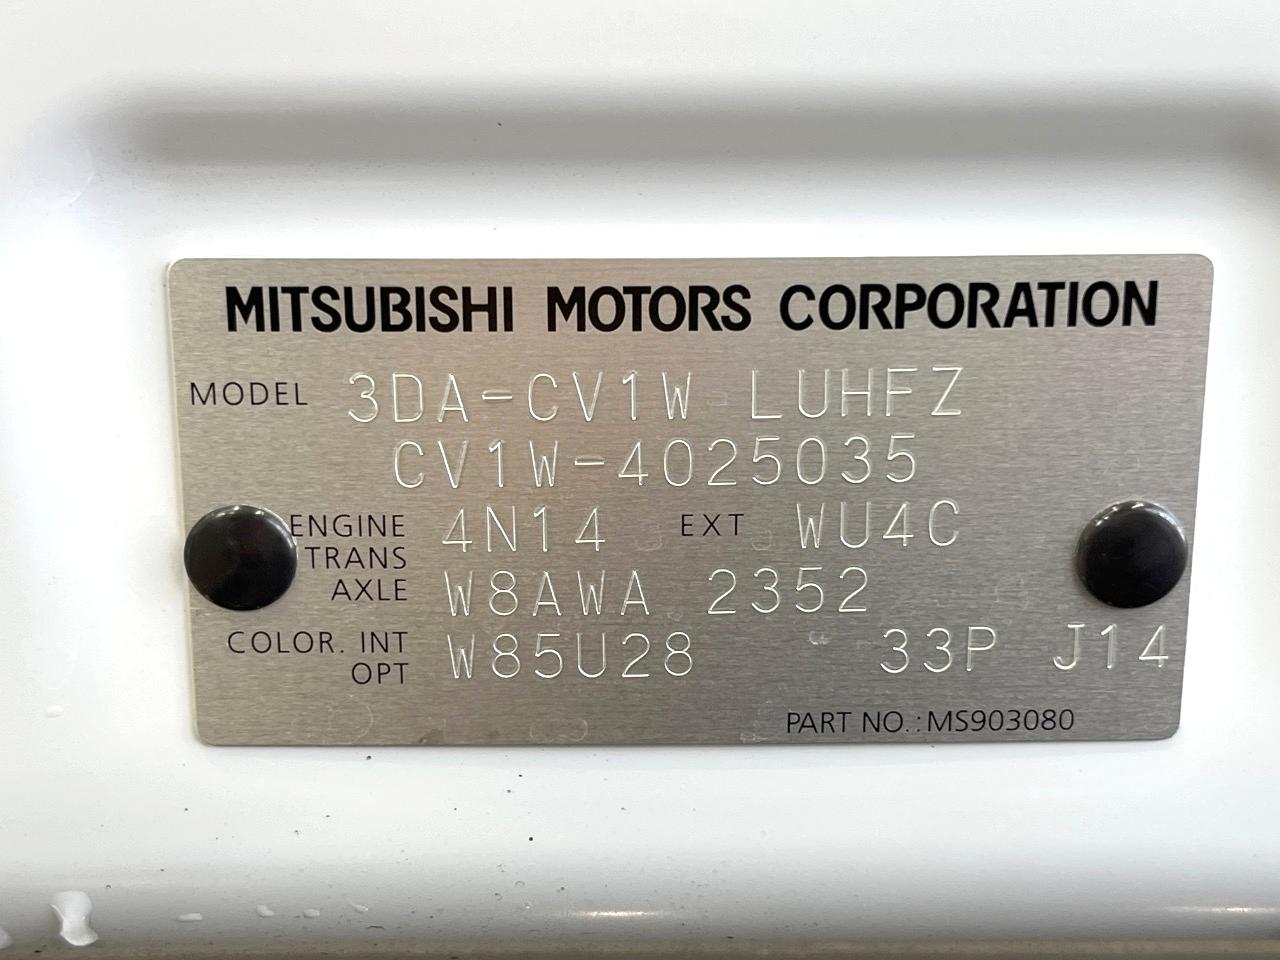 MITSUBISHI MOTORS CORPORATION
MODEL 3DA-CV1W LUHFZ
CV1W-4025035
ENGINE 4N14 EXT WU4C
TRANS
AXLE W8AWA 2352
COLOR. INT W85U28 33P J14
OPT
PART NO.: MS903080